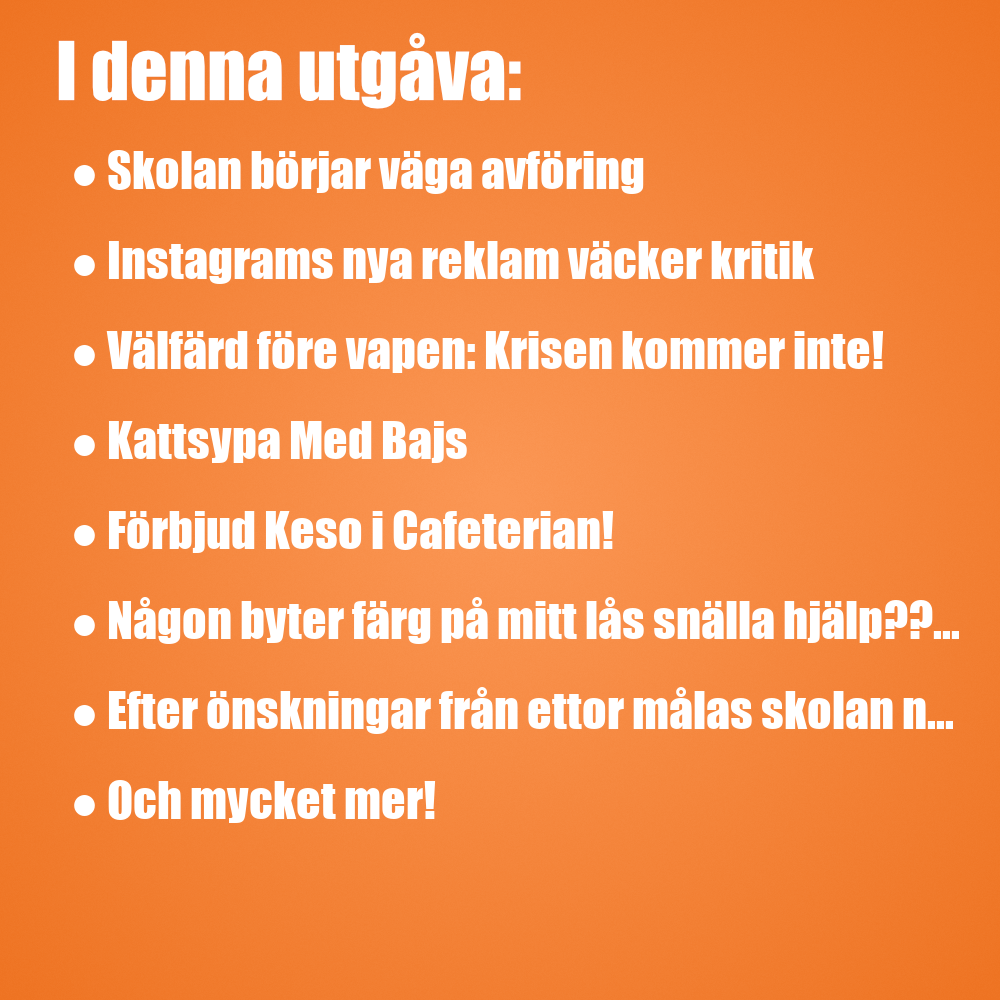 I denna utgåva:
• Skolan börjar väga avföring
• Instagrams nya reklam väcker kritik
• Välfärd före vapen: Krisen kommer inte!
• Kattsypa Med Bajs
• Förbjud Keso i Cafeterian!
• Någon byter färg på mitt lås snälla hjälp??...
• Efter önskningar från ettor målas skolan n...
• Och mycket mer!